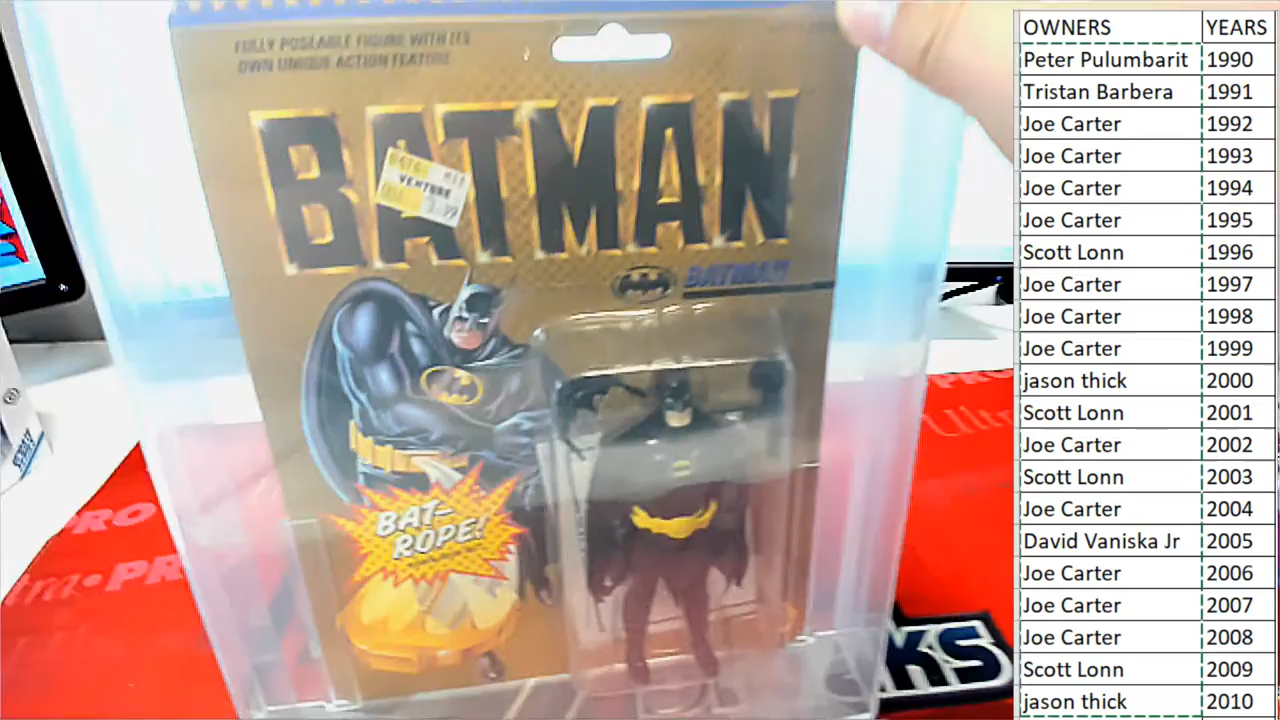 FULLY POSEABLE FIGURE WITH ITS
OWN UNIQUE ACTION FEATURE
BATMAN
VENTURE
BATMAN
BAT-
ROPE!
PRO
PRO
Ultra
OWNERS YEARS
Peter Pulumbarit 1990
Tristan Barbera 1991
Joe Carter 1992
Joe Carter 1993
Joe Carter 1994
Joe Carter 1995
Scott Lonn 1996
Joe Carter 1997
Joe Carter 1998
Joe Carter 1999
jason thick 2000
Scott Lonn 2001
Joe Carter 2002
Scott Lonn 2003
Joe Carter 2004
David Vaniska Jr 2005
Joe Carter 2006
Joe Carter 2007
Joe Carter 2008
Scott Lonn 2009
jason thick 2010